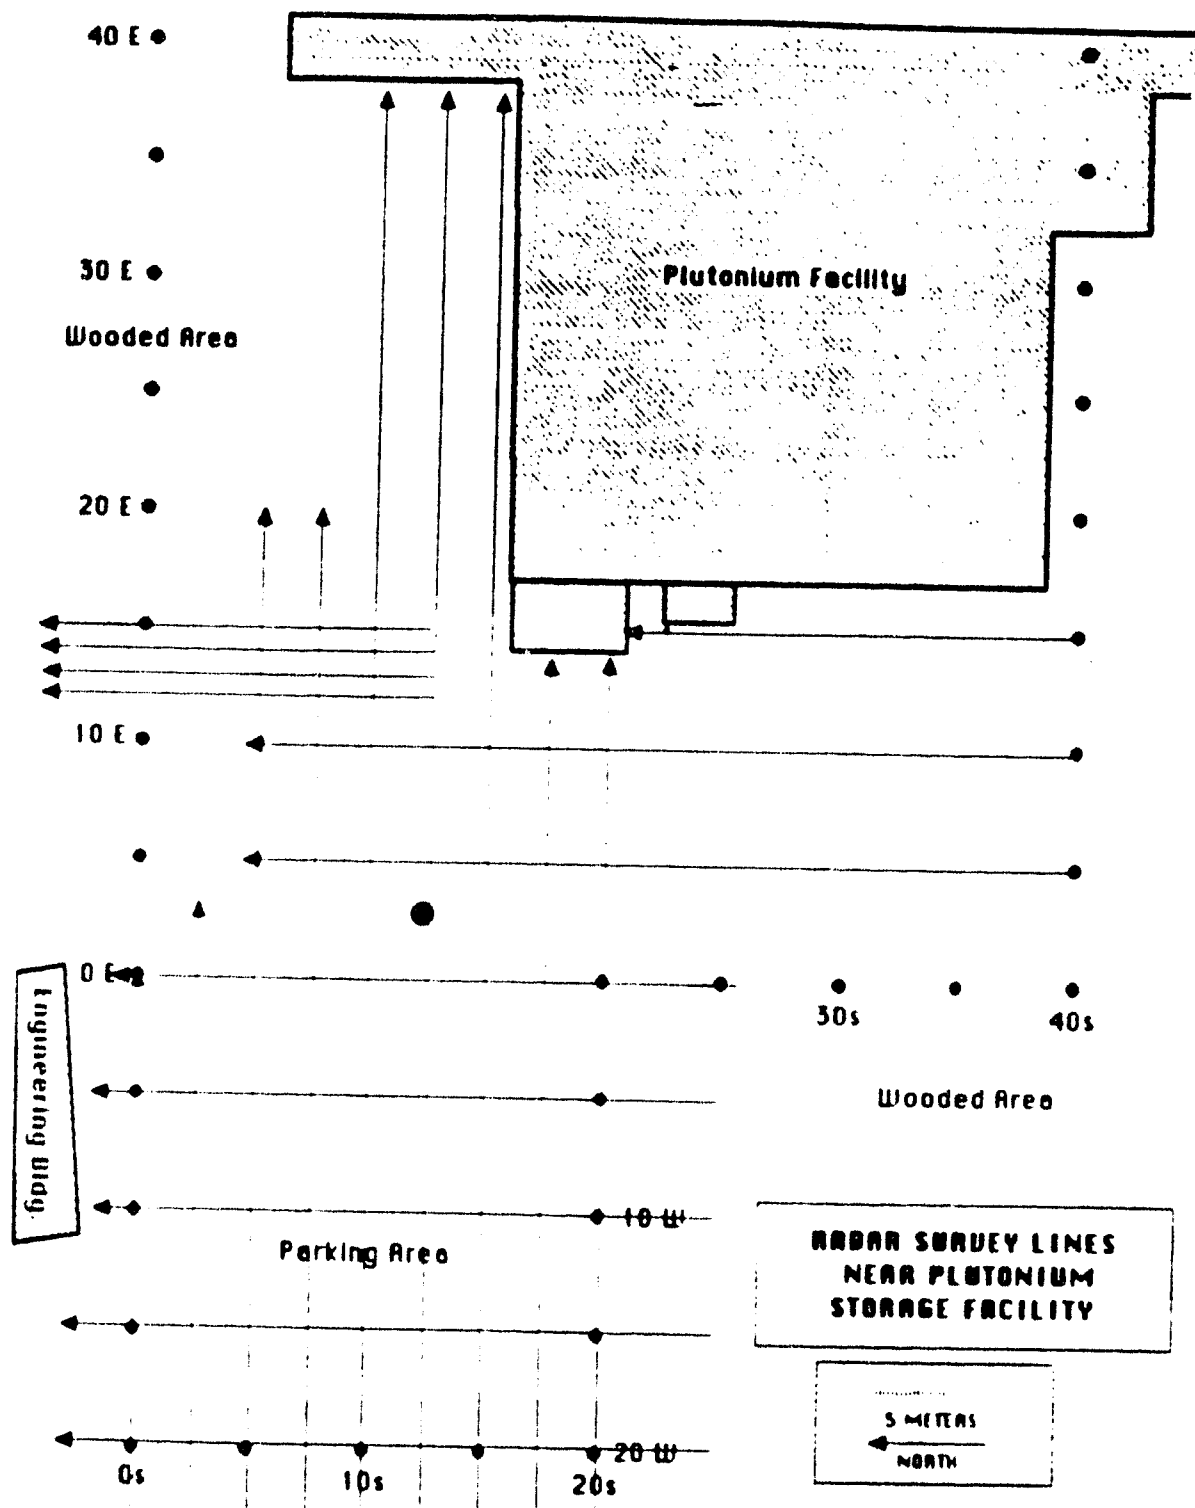 40 E
30 E
Plutonium Facility
Wooded Area
20 E
10 E
0 E
30s
40s
Engineering Bldg.
Wooded Area
10 W
Parking Area
RADAR SURVEY LINES
NEAR PLUTONIUM
STORAGE FACILITY
5 METERS
NORTH
20 W
0s
10s
20s